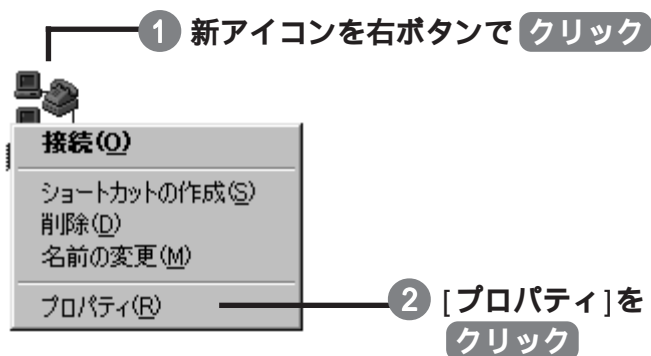 1 新アイコンを右ボタンで クリック
接続(O)
ショートカットの作成(S)
削除(D)
名前の変更(M)
プロパティ(R)
2 [プロパティ]を
クリック